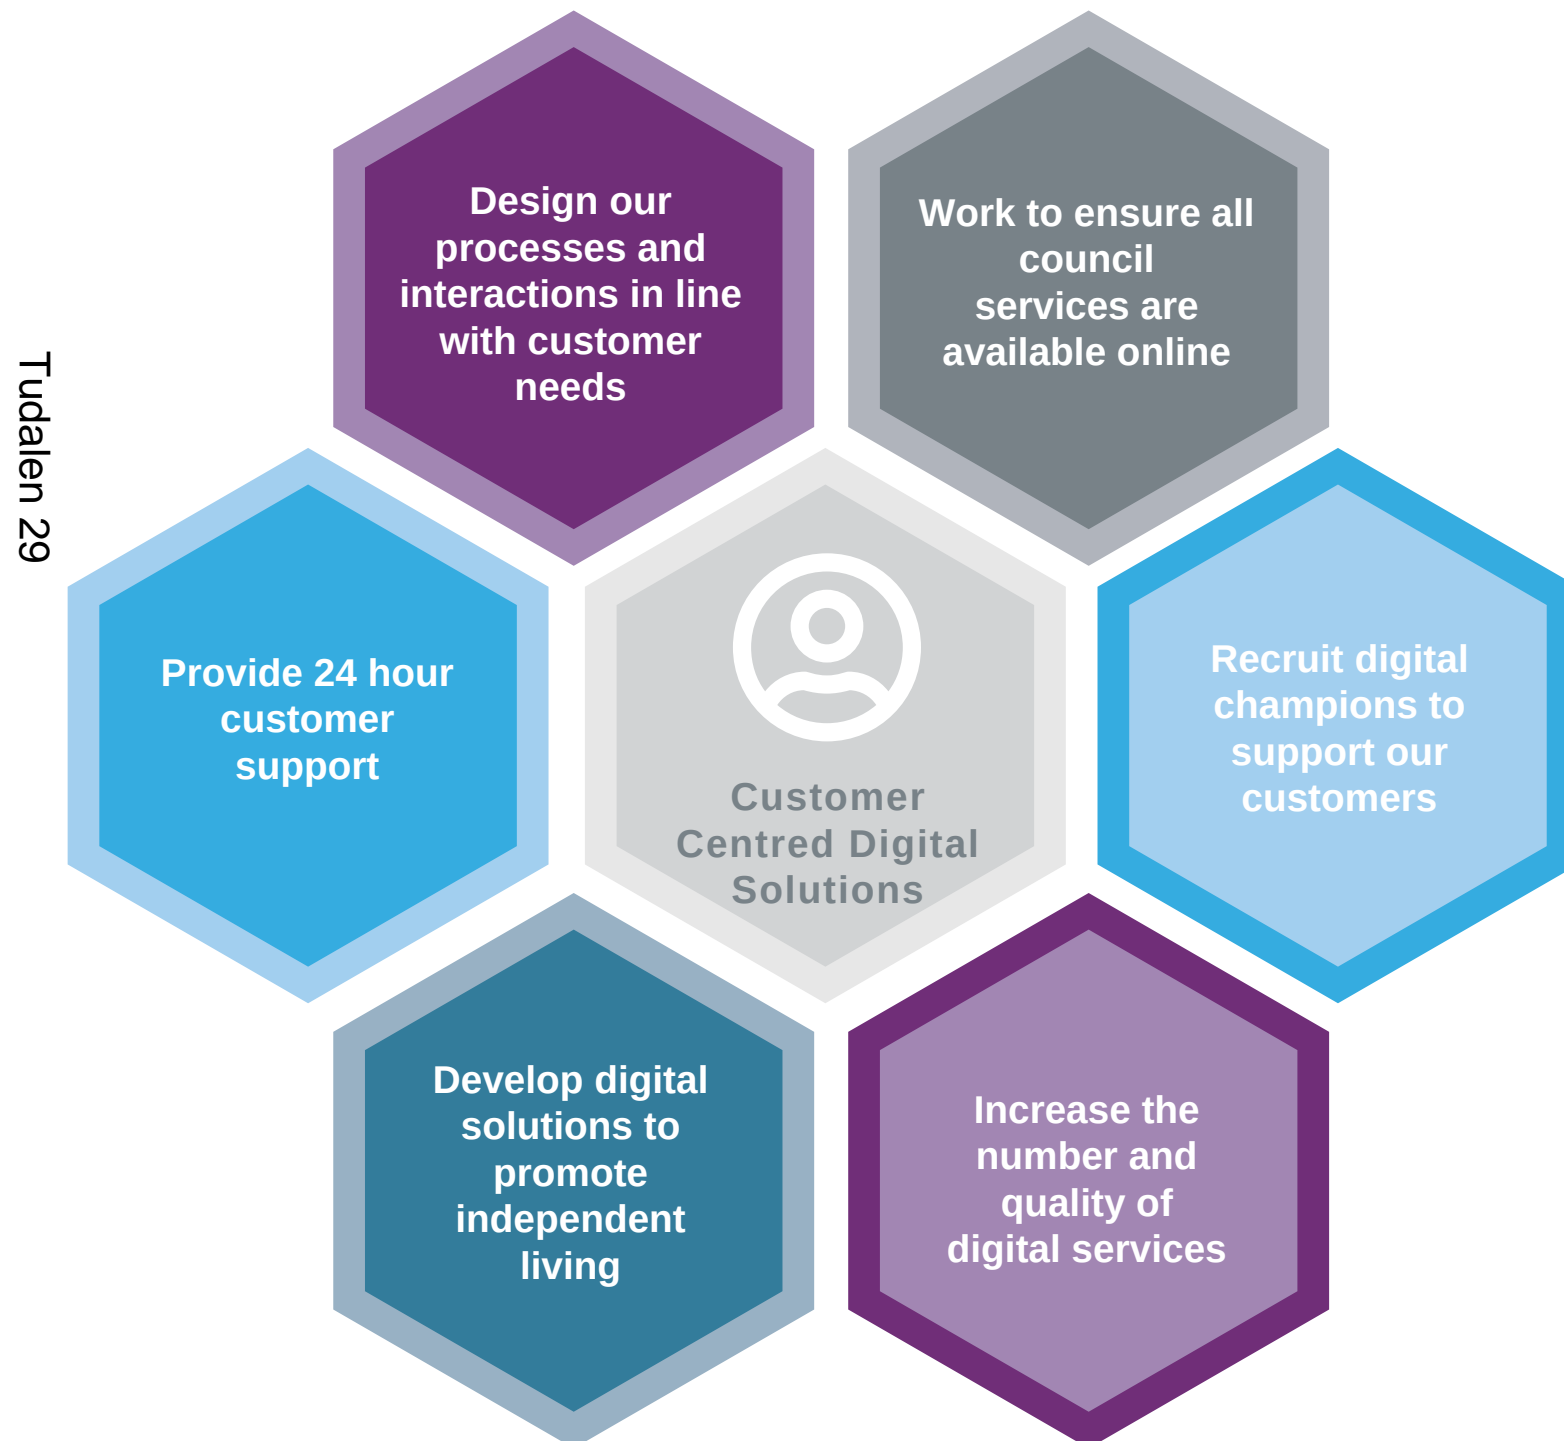 Design our
processes and
interactions in line
with customer
needs
Work to ensure all
council
services are
available online
Tudalen 29
Provide 24 hour
customer
support
Customer
Centred Digital
Solutions
Recruit digital
champions to
support our
customers
Develop digital
solutions to
promote
independent
living
Increase the
number and
quality of
digital services